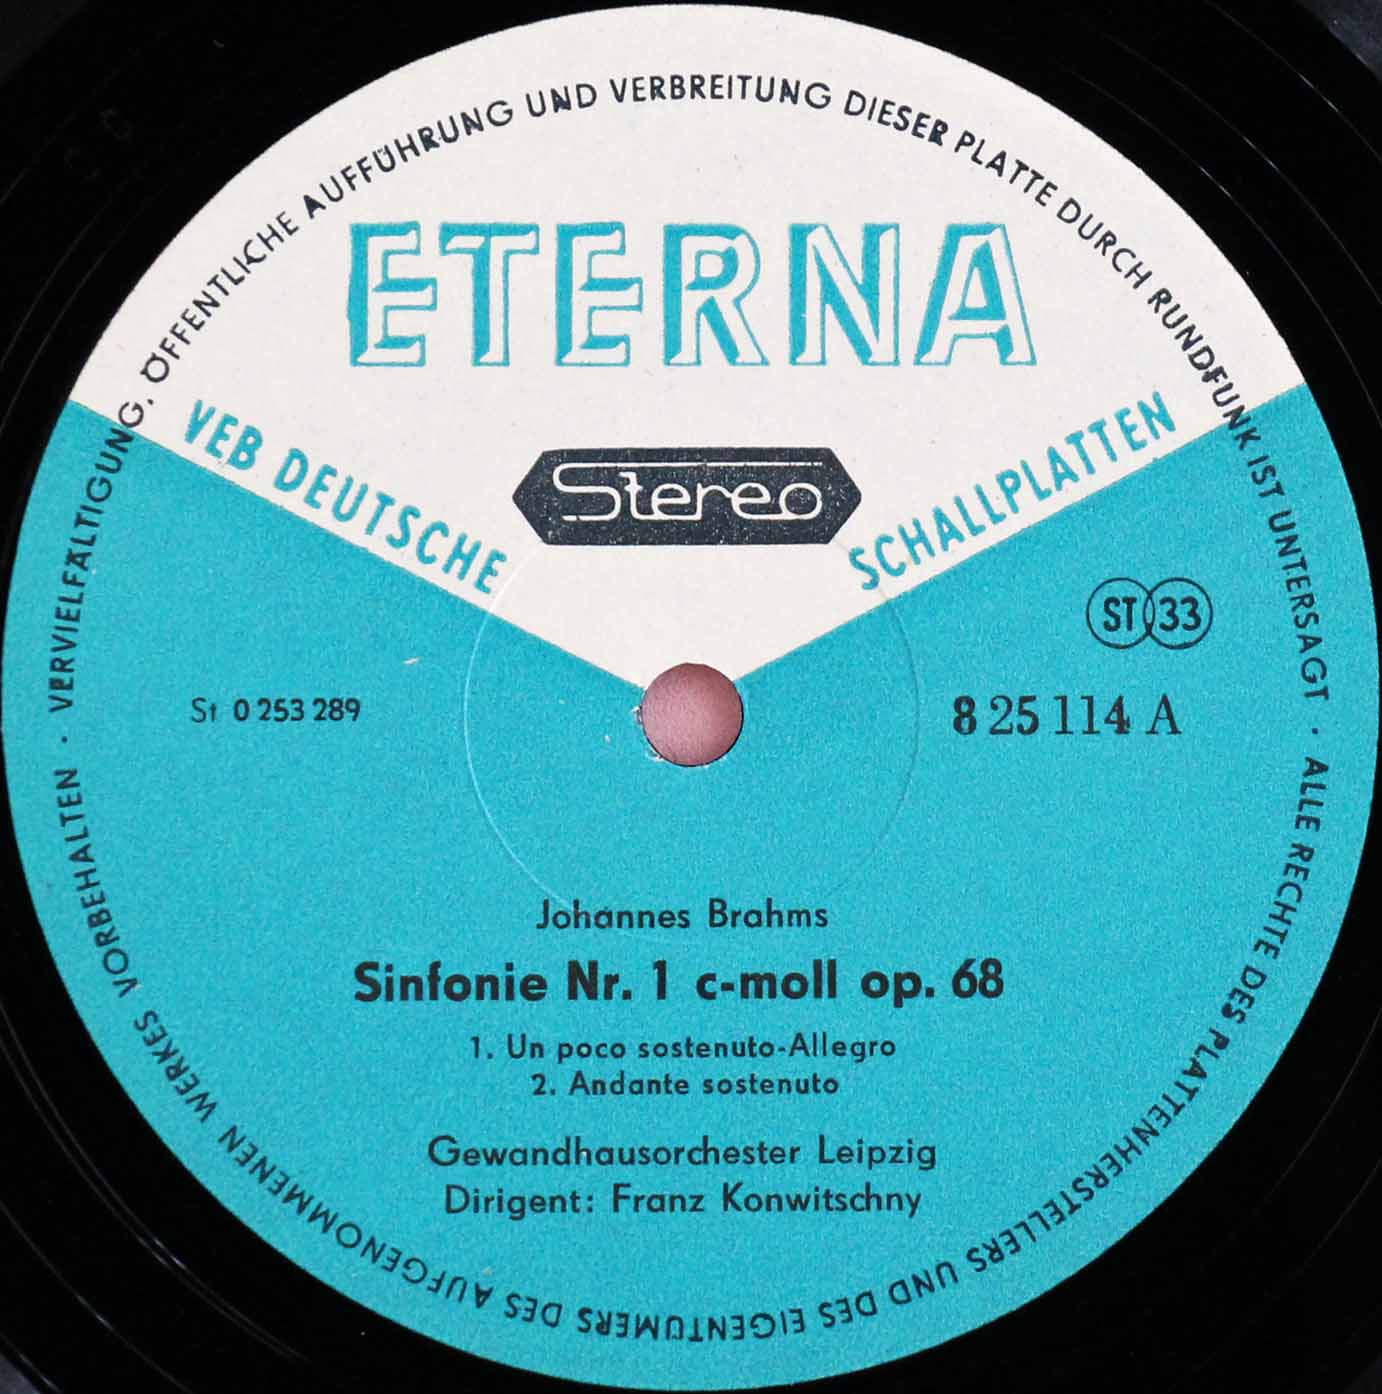 VERVIELFÄLTIGUNG, ÖFFENTLICHE AUFFÜHRUNG UND VERBREITUNG DIESER PLATTE DURCH RUNDFUNK IST UNTERSAGT · ALLE RECHTE DES PLATTENHERSTELLERS UND DES EIGENTÜMERS DES AUFGENOMMENEN WERKES VORBEHALTEN ·
ETERNA
VEB DEUTSCHE SCHALLPLATTEN
Stereo
ST 33
St 0 253 289
8 25 114 A
Johannes Brahms
Sinfonie Nr. 1 c-moll op. 68
1. Un poco sostenuto-Allegro
2. Andante sostenuto
Gewandhausorchester Leipzig
Dirigent: Franz Konwitschny